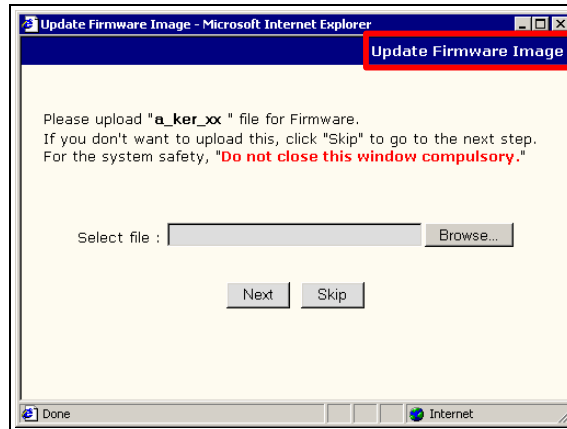 Update Firmware Image - Microsoft Internet Explorer
Update Firmware Image
Please upload "a_ker_xx " file for Firmware.
If you don't want to upload this, click "Skip" to go to the next step.
For the system safety, "Do not close this window compulsory."
Select file :
Browse...
Next
Skip
Done
Internet